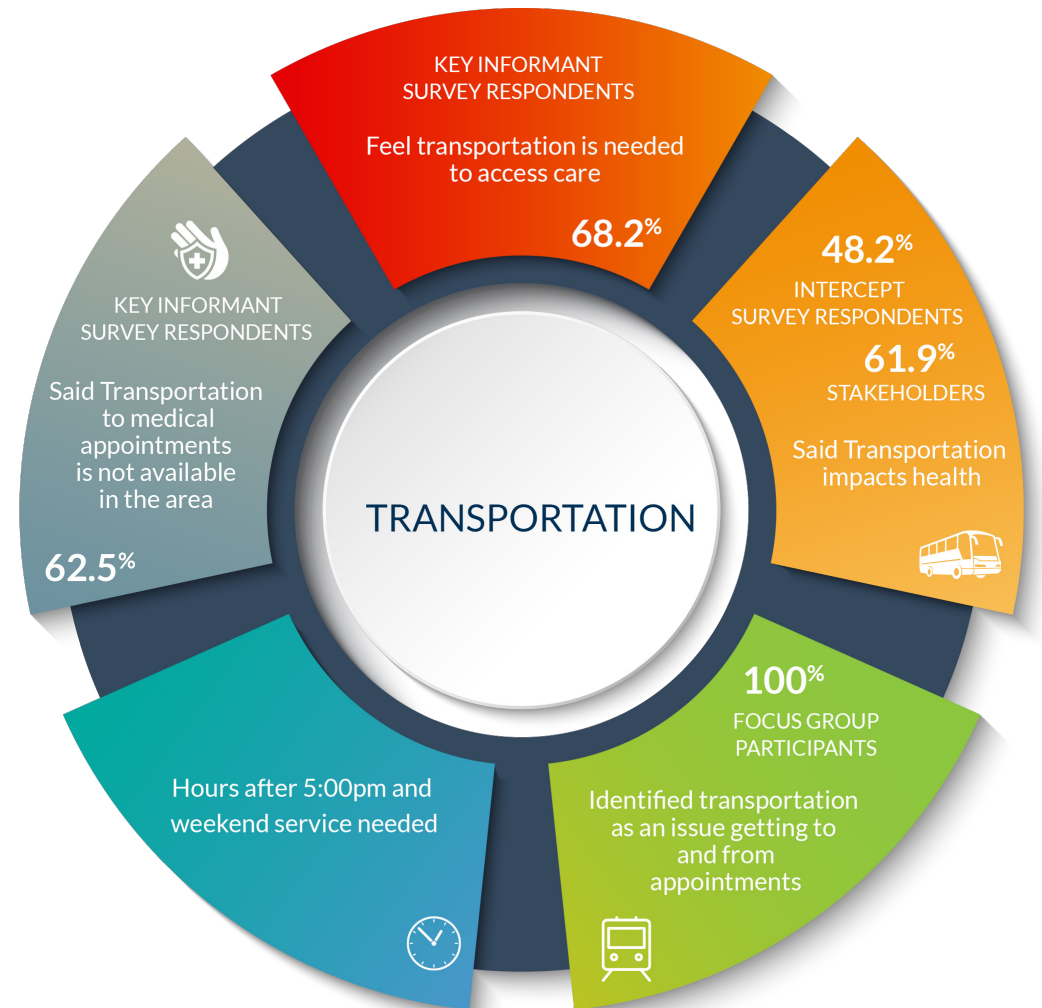 KEY INFORMANT
SURVEY RESPONDENTS
Feel transportation is needed
to access care
68.2%
48.2%
INTERCEPT
SURVEY RESPONDENTS
61.9%
STAKEHOLDERS
Said Transportation
impacts health
100%
FOCUS GROUP
PARTICIPANTS
Identified transportation
as an issue getting to
and from
appointments
Hours after 5:00pm and
weekend service needed
KEY INFORMANT
SURVEY RESPONDENTS
Said Transportation
to medical
appointments
is not available
in the area
62.5%
TRANSPORTATION